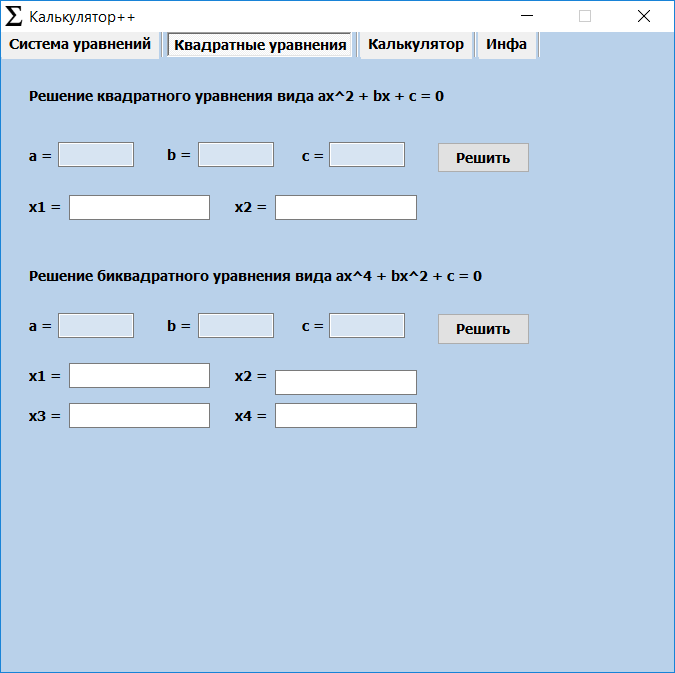 Σ Калькулятор++
Система уравнений Квадратные уравнения Калькулятор Инфа
Решение квадратного уравнения вида ax^2 + bx + c = 0
a = b = c = Решить
x1 = x2 =
Решение биквадратного уравнения вида ax^4 + bx^2 + c = 0
a = b = c = Решить
x1 = x2 =
x3 = x4 =